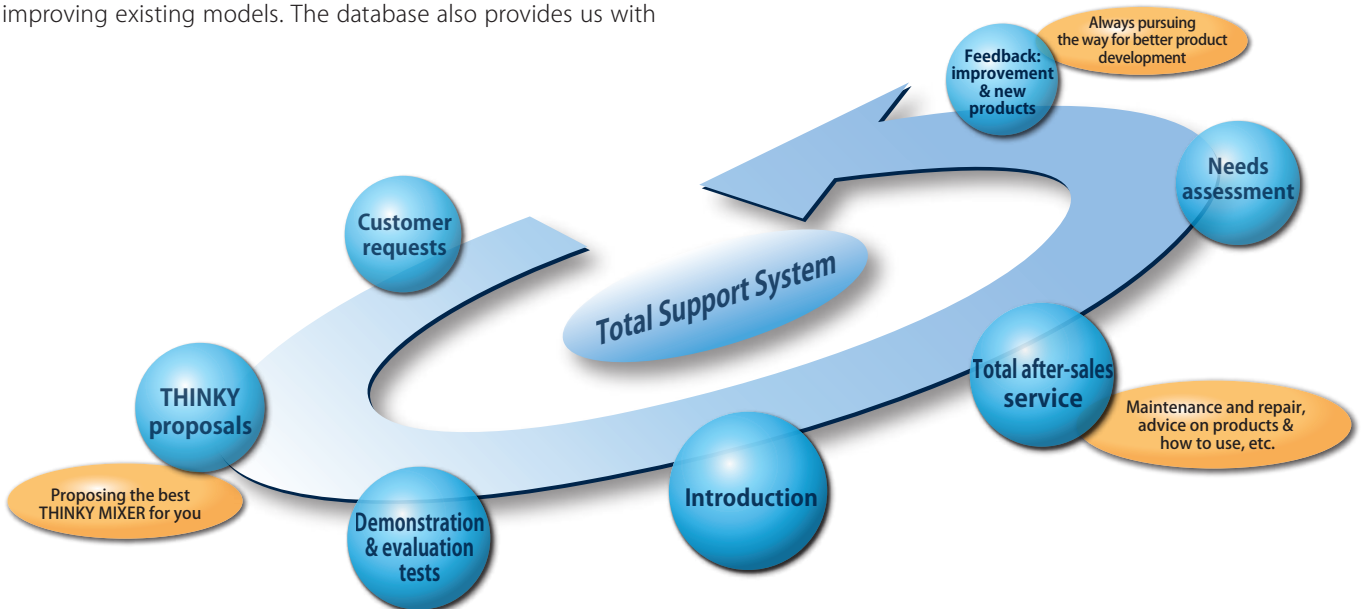 improving existing models. The database also provides us with
Always pursuing
the way for better product
development
Feedback:
improvement
& new
products
Needs
assessment
Customer
requests
Total Support System
THINKY
proposals
Total after-sales
service
Maintenance and repair,
advice on products &
how to use, etc.
Proposing the best
THINKY MIXER for you
Introduction
Demonstration
& evaluation
tests